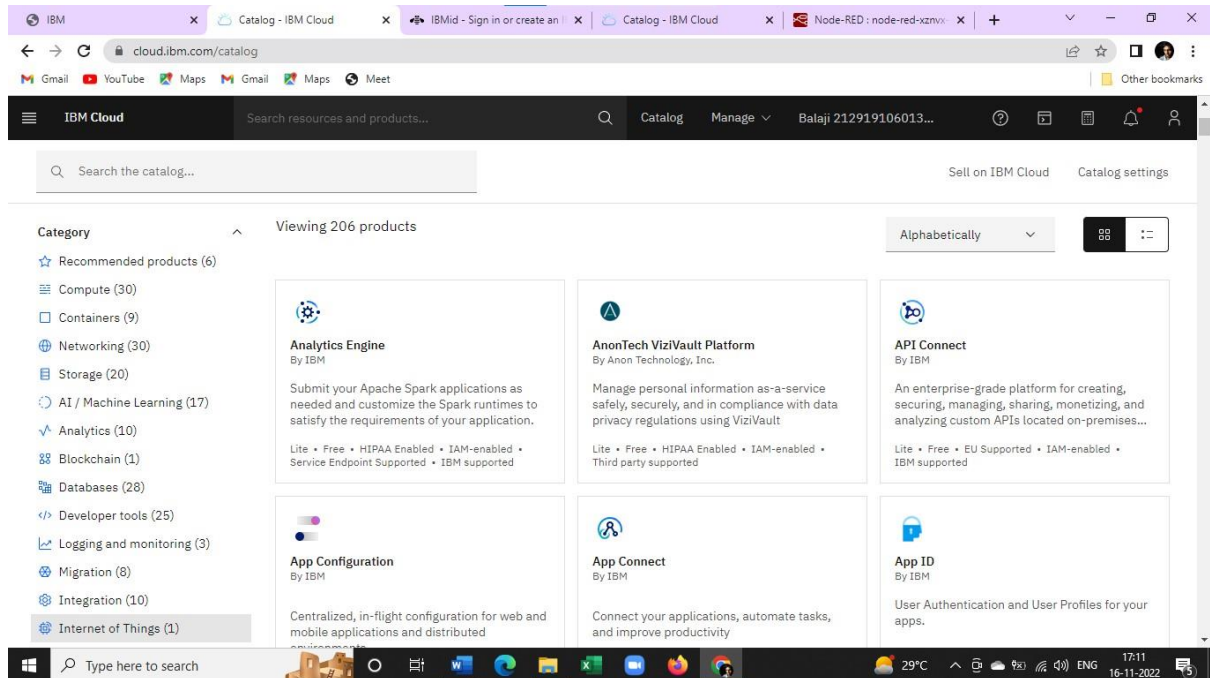 IBM
Catalog - IBM Cloud
IBMid - Sign in or create an I
Catalog - IBM Cloud
Node-RED : node-red-xznvx-
cloud.ibm.com/catalog
Gmail
YouTube
Maps
Gmail
Maps
Meet
Other bookmarks
IBM Cloud
Search resources and products...
Catalog
Manage
Balaji 212919106013...
Search the catalog...
Sell on IBM Cloud
Catalog settings
Category
Viewing 206 products
Alphabetically
Recommended products (6)
Compute (30)
Containers (9)
Networking (30)
Storage (20)
AI / Machine Learning (17)
Analytics (10)
Blockchain (1)
Databases (28)
Developer tools (25)
Logging and monitoring (3)
Migration (8)
Integration (10)
Internet of Things (1)
Analytics Engine
By IBM
Submit your Apache Spark applications as
needed and customize the Spark runtimes to
satisfy the requirements of your application.
Lite • Free • HIPAA Enabled • IAM-enabled •
Service Endpoint Supported • IBM supported
AnonTech ViziVault Platform
By Anon Technology, Inc.
Manage personal information as-a-service
safely, securely, and in compliance with data
privacy regulations using ViziVault
Lite • Free • HIPAA Enabled • IAM-enabled •
Third party supported
API Connect
By IBM
An enterprise-grade platform for creating,
securing, managing, sharing, monetizing, and
analyzing custom APIs located on-premises...
Lite • Free • EU Supported • IAM-enabled •
IBM supported
App Configuration
By IBM
Centralized, in-flight configuration for web and
mobile applications and distributed
environments
App Connect
By IBM
Connect your applications, automate tasks,
and improve productivity
App ID
By IBM
User Authentication and User Profiles for your
apps.
Type here to search
29°C
ENG
17:11
16-11-2022
5